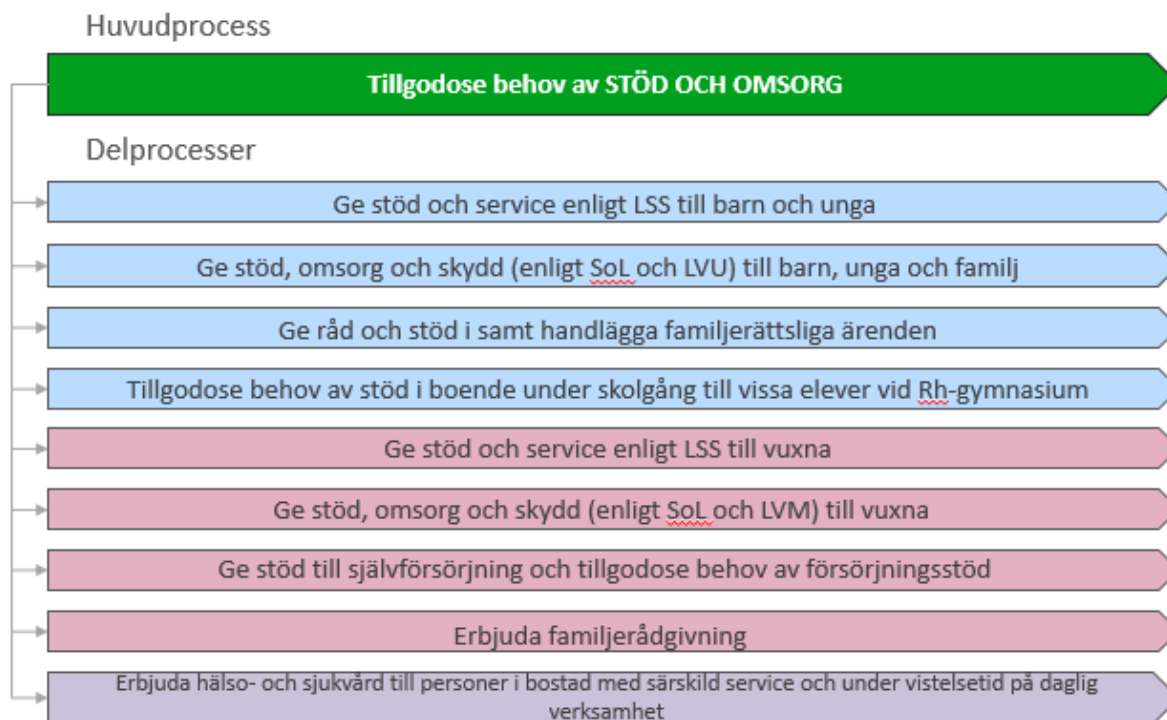 Huvudprocess
Tillgodose behov av STÖD OCH OMSORG
Delprocesser
Ge stöd och service enligt LSS till barn och unga
Ge stöd, omsorg och skydd (enligt SoL och LVU) till barn, unga och familj
Ge råd och stöd i samt handlägga familjerättsliga ärenden
Tillgodose behov av stöd i boende under skolgång till vissa elever vid Rh-gymnasium
Ge stöd och service enligt LSS till vuxna
Ge stöd, omsorg och skydd (enligt SoL och LVM) till vuxna
Ge stöd till självförsörjning och tillgodose behov av försörjningsstöd
Erbjuda familjerådgivning
Erbjuda hälso- och sjukvård till personer i bostad med särskild service och under vistelsetid på daglig
verksamhet